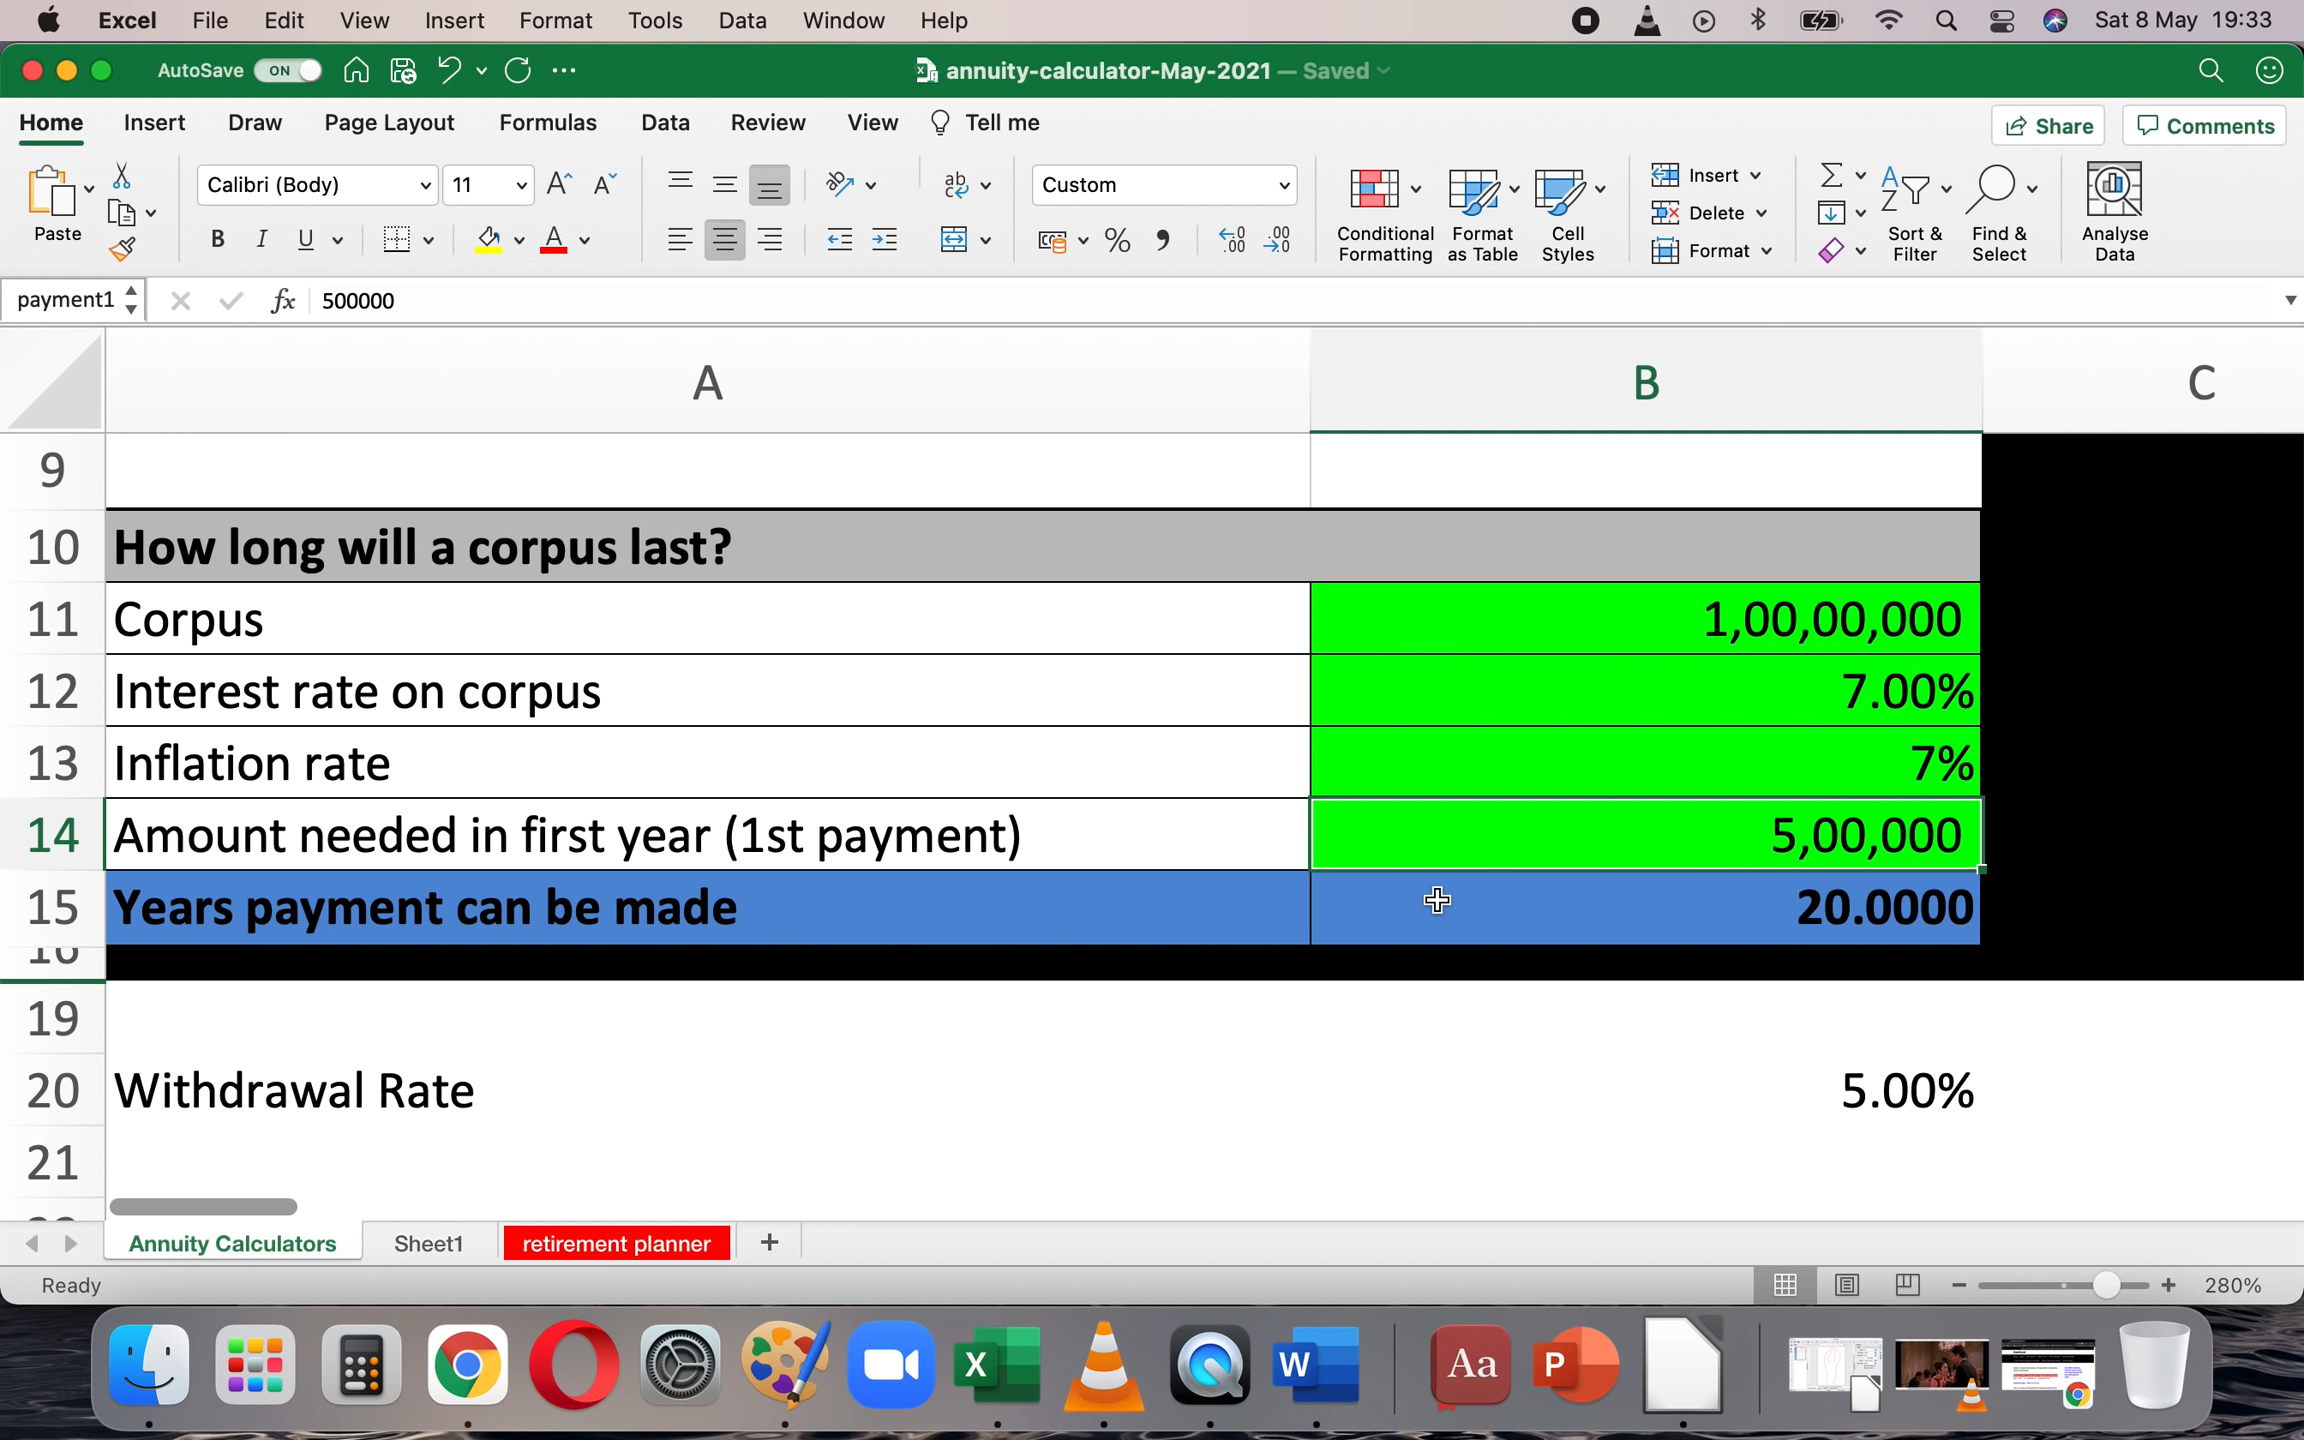 Excel File Edit View Insert Format Tools Data Window Help Sat 8 May 19:33
AutoSave ON annuity-calculator-May-2021 — Saved
Home Insert Draw Page Layout Formulas Data Review View Tell me Share Comments
Paste Calibri (Body) 11 Custom Conditional Formatting Format as Table Cell Styles Insert Delete Format Sort & Filter Find & Select Analyse Data
payment1 fx 500000
A B C
9
10 How long will a corpus last?
11 Corpus 1,00,00,000
12 Interest rate on corpus 7.00%
13 Inflation rate 7%
14 Amount needed in first year (1st payment) 5,00,000
15 Years payment can be made 20.0000
16
19
20 Withdrawal Rate 5.00%
21
Annuity Calculators Sheet1 retirement planner +
Ready 280%